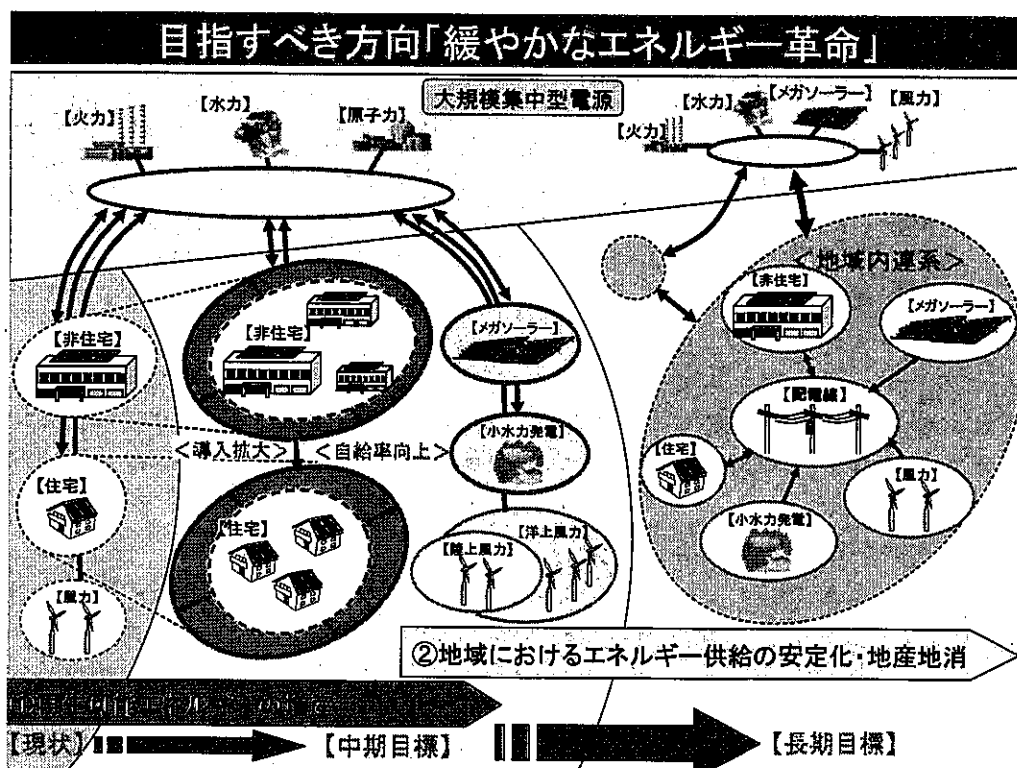 目指すべき方向「緩やかなエネルギー革命」
大規模集中型電源
【火力】
【水力】
【原子力】
【火力】
【水力】
【メガソーラー】
【風力】
【非住宅】
【住宅】
【風力】
【非住宅】
<導入拡大>
<自給率向上>
【住宅】
【メガソーラー】
【小水力発電】
【陸上風力】
【洋上風力】
<地域内連系>
【非住宅】
【メガソーラー】
【配電線】
【住宅】
【風力】
【小水力発電】
②地域におけるエネルギー供給の安定化・地産地消
【現状】
【中期目標】
【長期目標】